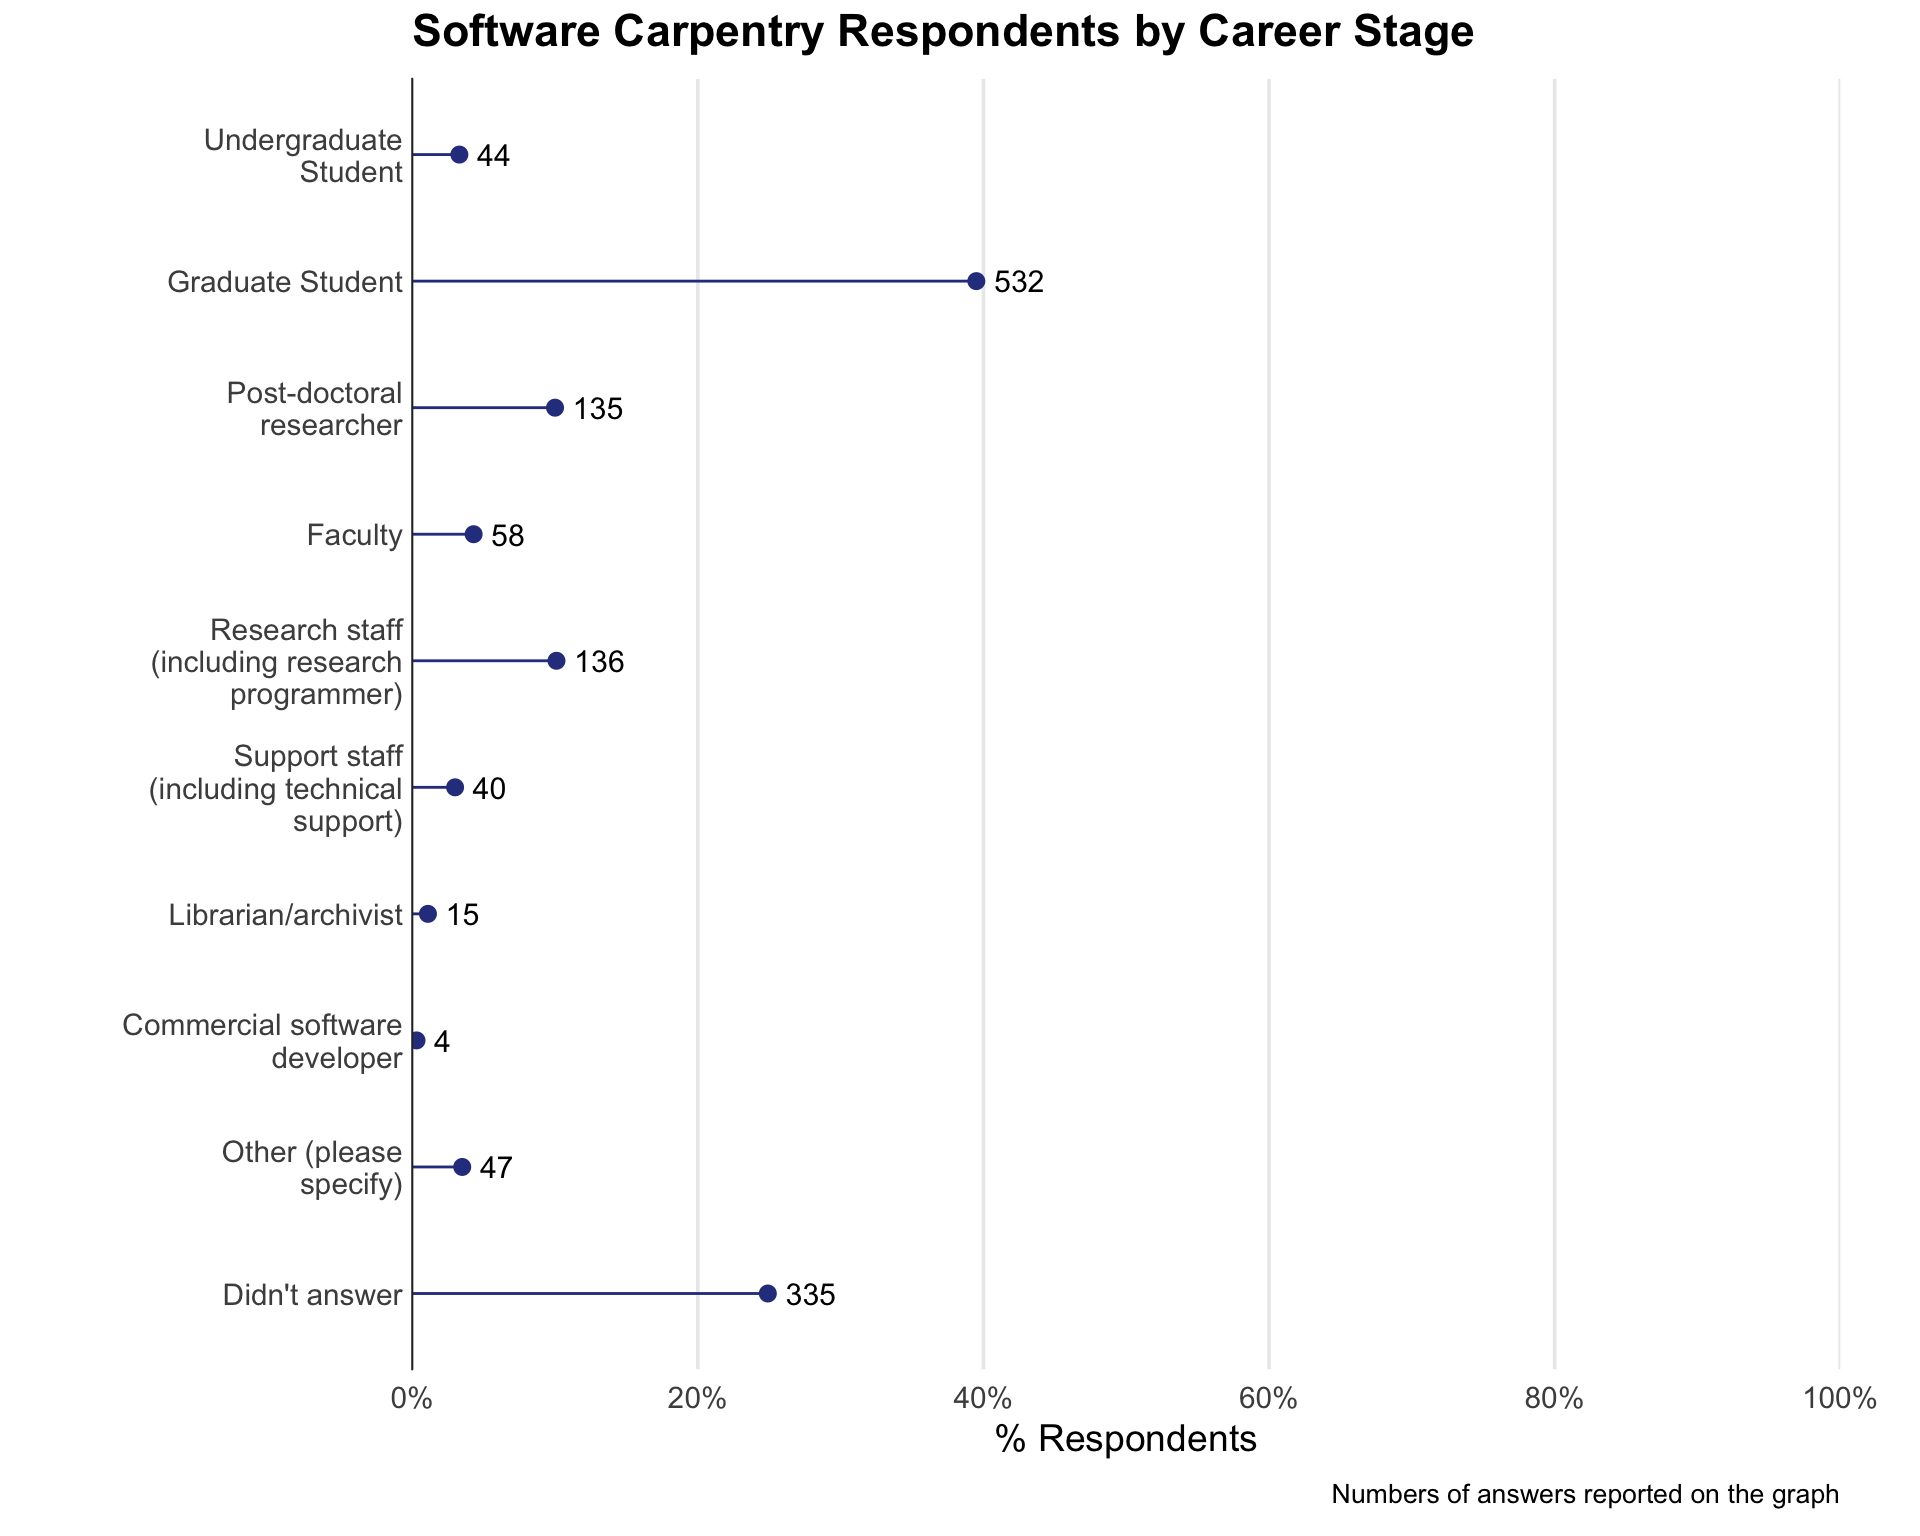 Software Carpentry Respondents by Career Stage
Undergraduate
Student
44
Graduate Student
532
Post-doctoral
researcher
135
Faculty
58
Research staff
(including research
programmer)
136
Support staff
(including technical
support)
40
Librarian/archivist
15
Commercial software
developer
4
Other (please
specify)
47
Didn't answer
335
0%
20%
40%
60%
80%
100%
% Respondents
Numbers of answers reported on the graph